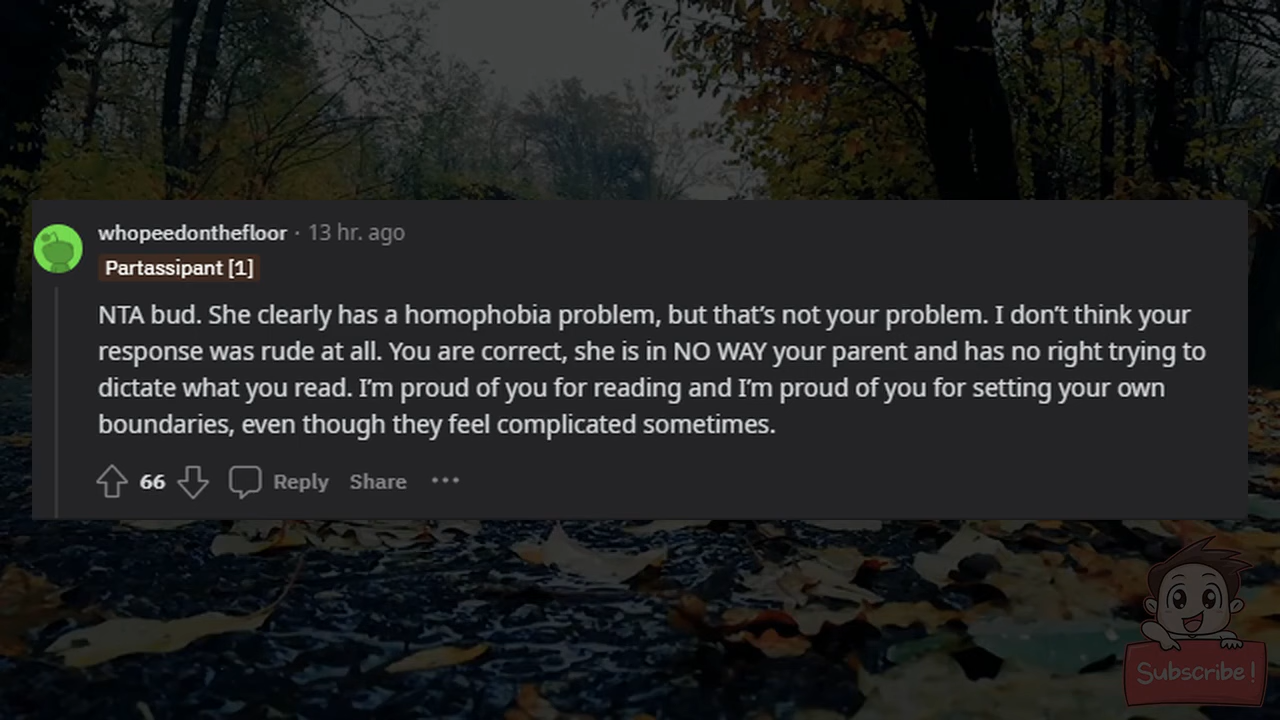 whopeedonthefloor · 13 hr. ago
Partassipant [1]
NTA bud. She clearly has a homophobia problem, but that’s not your problem. I don’t think your
response was rude at all. You are correct, she is in NO WAY your parent and has no right trying to
dictate what you read. I’m proud of you for reading and I’m proud of you for setting your own
boundaries, even though they feel complicated sometimes.
66 Reply Share •••
Subscribe!